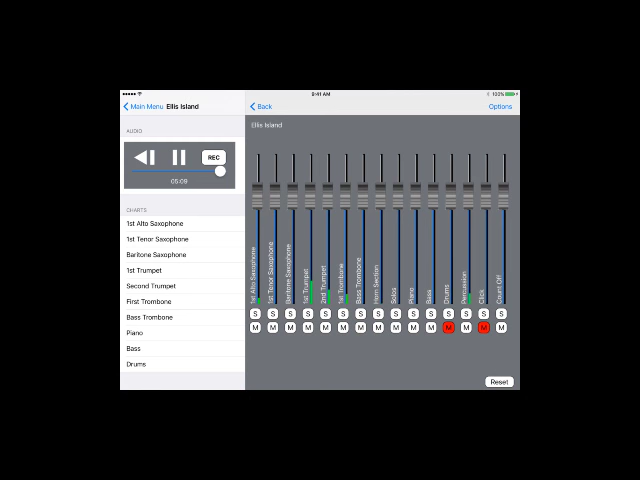 9:41 AM
100%
Main Menu
Ellis Island
Back
Options
AUDIO
REC
05:09
CHARTS
1st Alto Saxophone
1st Tenor Saxophone
Baritone Saxophone
1st Trumpet
Second Trumpet
First Trombone
Bass Trombone
Piano
Bass
Drums
Ellis Island
1st Alto Saxophone
1st Tenor Saxophone
Baritone Saxophone
1st Trumpet
2nd Trumpet
1st Trombone
Bass Trombone
Horn Section
Solos
Piano
Bass
Drums
Percussion
Click
Count Off
S S S S S S S S S S S S S S S
M M M M M M M M M M M M M M M
Reset